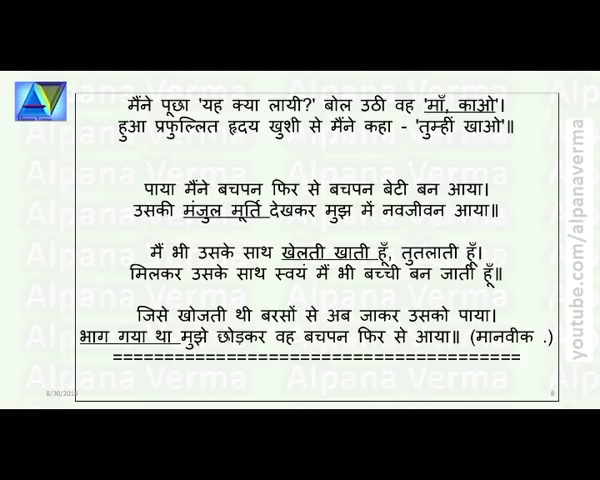 मैंने पूछा 'यह क्या लायी?' बोल उठी वह 'माँ, काओ'।
हुआ प्रफुल्लित हृदय खुशी से मैंने कहा - 'तुम्हीं खाओ'॥
पाया मैंने बचपन फिर से बचपन बेटी बन आया।
उसकी मंजुल मूर्ति देखकर मुझ में नवजीवन आया॥
मैं भी उसके साथ खेलती खाती हूँ, तुतलाती हूँ।
मिलकर उसके साथ स्वयं मैं भी बच्ची बन जाती हूँ॥
जिसे खोजती थी बरसों से अब जाकर उसको पाया।
भाग गया था मुझे छोड़कर वह बचपन फिर से आया॥ (मानवीक .)
========================================
8
youtube.com/alpanaverma
Alpana Verma